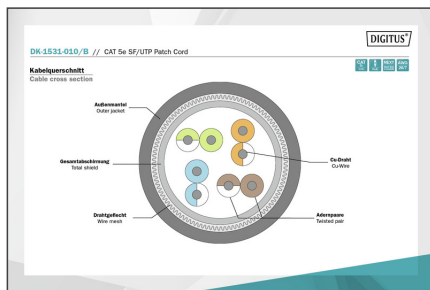 DIGITUS®
DK-1531-010/B // CAT 5e SF/UTP Patch Cord
Kabelquerschnitt
Cable cross section
Außenmantel
Outer jacket
Gesamtabschirmung
Total shield
Drahtgeflecht
Wire mesh
Cu-Draht
Cu-Wire
Adernpaare
Twisted pair